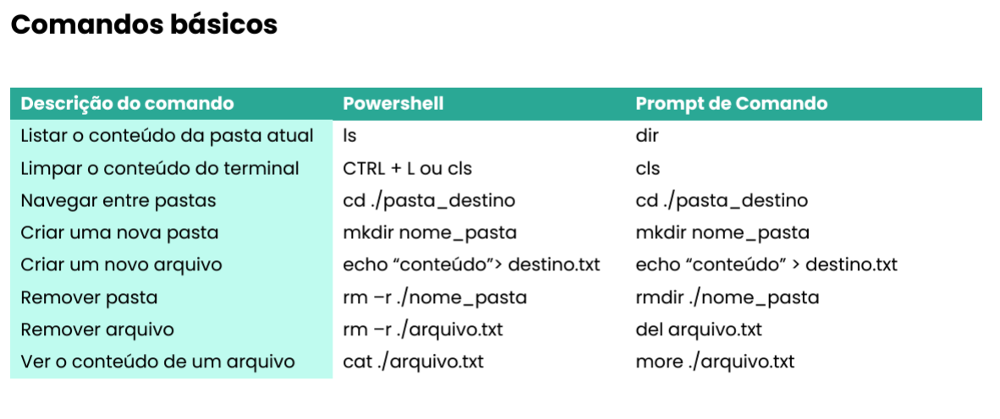 Comandos básicos
Descrição do comando Powershell Prompt de Comando
Listar o conteúdo da pasta atual ls dir
Limpar o conteúdo do terminal CTRL + L ou cls cls
Navegar entre pastas cd ./pasta_destino cd ./pasta_destino
Criar uma nova pasta mkdir nome_pasta mkdir nome_pasta
Criar um novo arquivo echo “conteúdo”> destino.txt echo “conteúdo” > destino.txt
Remover pasta rm –r ./nome_pasta rmdir ./nome_pasta
Remover arquivo rm –r ./arquivo.txt del arquivo.txt
Ver o conteúdo de um arquivo cat ./arquivo.txt more ./arquivo.txt